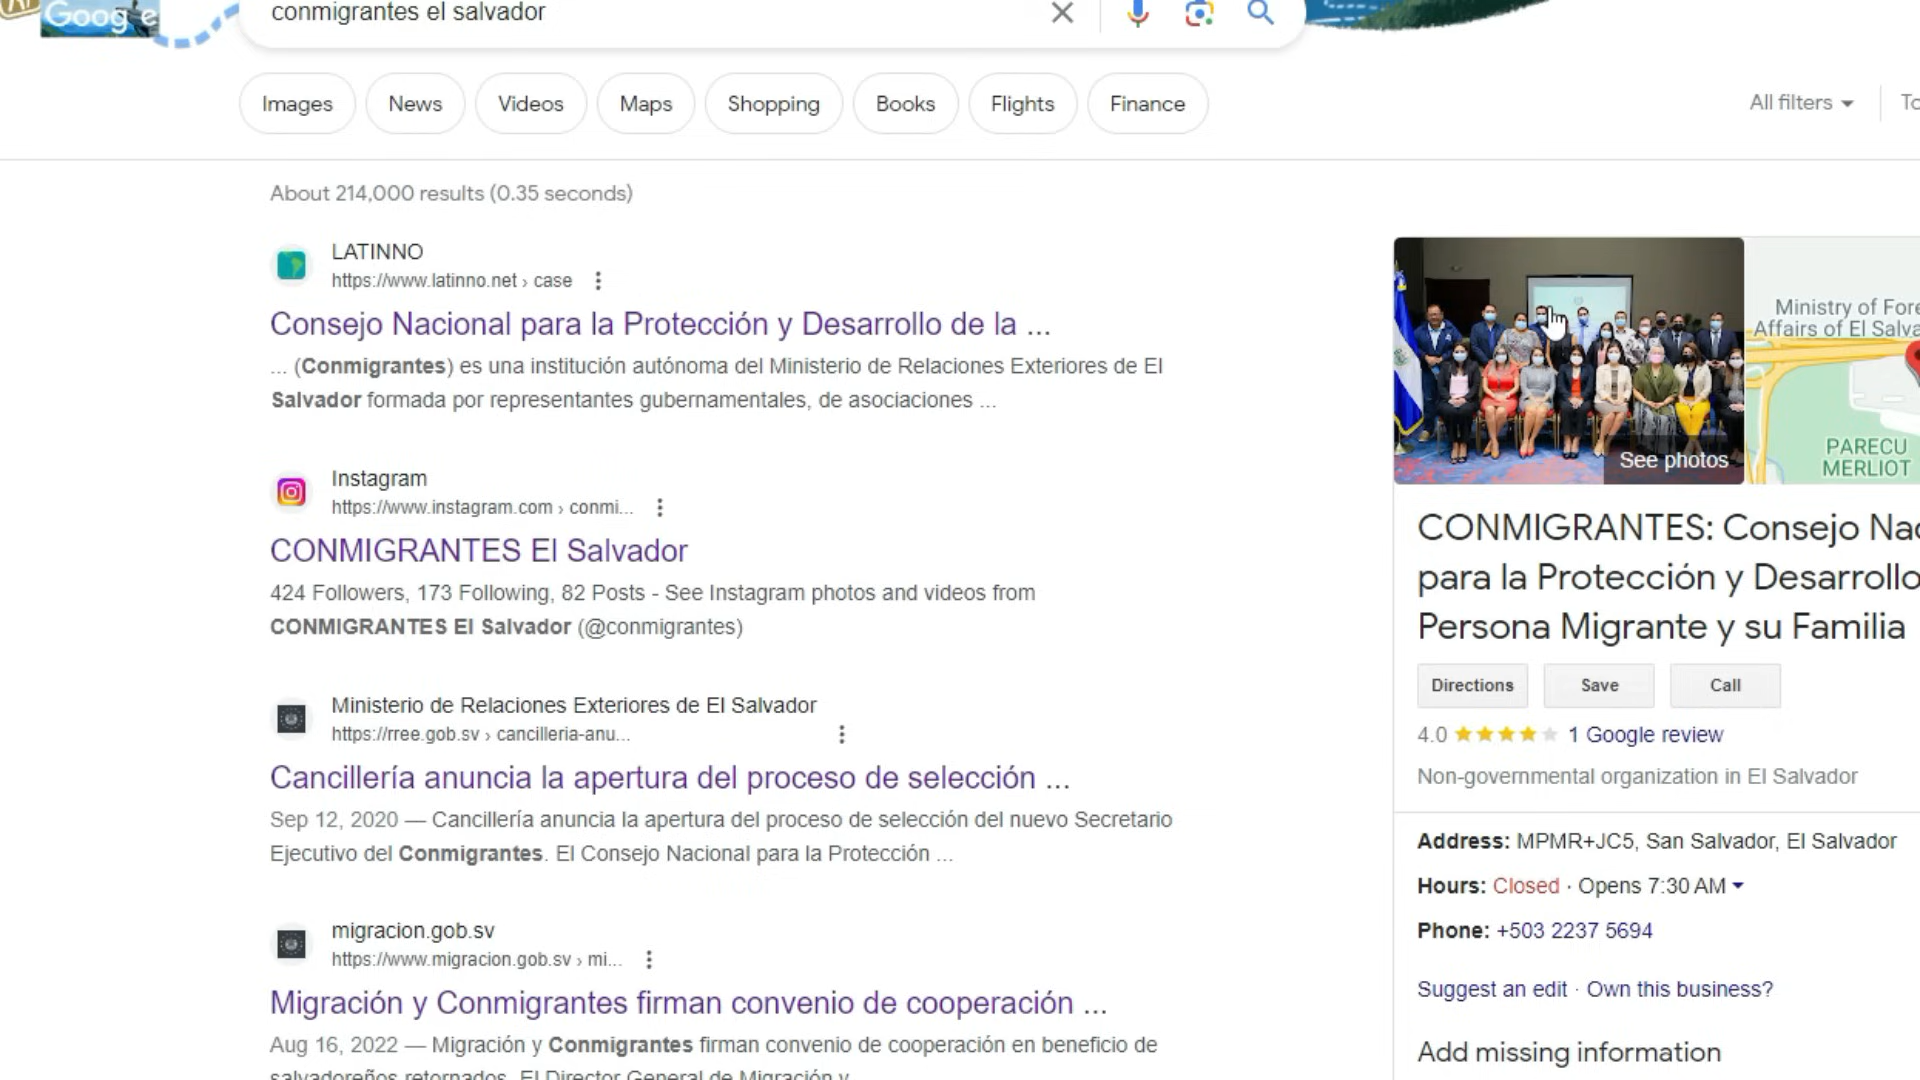 Goog e
conmigrantes el salvador
Images
News
Videos
Maps
Shopping
Books
Flights
Finance
All filters
About 214,000 results (0.35 seconds)
LATINNO
https://www.latinno.net › case
Consejo Nacional para la Protección y Desarrollo de la ...
... (Conmigrantes) es una institución autónoma del Ministerio de Relaciones Exteriores de El
Salvador formada por representantes gubernamentales, de asociaciones ...
Instagram
https://www.instagram.com › conmi...
CONMIGRANTES El Salvador
424 Followers, 173 Following, 82 Posts - See Instagram photos and videos from
CONMIGRANTES El Salvador (@conmigrantes)
Ministerio de Relaciones Exteriores de El Salvador
https://rree.gob.sv › cancilleria-anu...
Cancillería anuncia la apertura del proceso de selección ...
Sep 12, 2020 — Cancillería anuncia la apertura del proceso de selección del nuevo Secretario
Ejecutivo del Conmigrantes. El Consejo Nacional para la Protección ...
migracion.gob.sv
https://www.migracion.gob.sv › mi...
Migración y Conmigrantes firman convenio de cooperación ...
Aug 16, 2022 — Migración y Conmigrantes firman convenio de cooperación en beneficio de
salvadoreños retornados. El Director General de Migración y
See photos
Ministry of Fore
Affairs of El Salva
PARECU
MERLIOT
CONMIGRANTES: Consejo Nac
para la Protección y Desarrollo
Persona Migrante y su Familia
Directions
Save
Call
4.0
1 Google review
Non-governmental organization in El Salvador
Address: MPMR+JC5, San Salvador, El Salvador
Hours: Closed · Opens 7:30 AM
Phone: +503 2237 5694
Suggest an edit · Own this business?
Add missing information